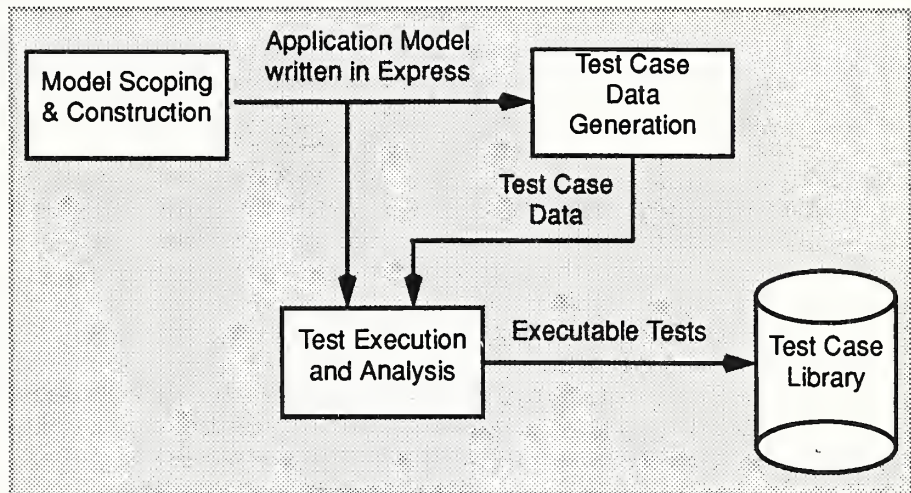 Application Model
written in Express
Model Scoping
& Construction
Test Case
Data
Generation
Test Case
Data
Test Execution
and Analysis
Executable Tests
Test Case
Library